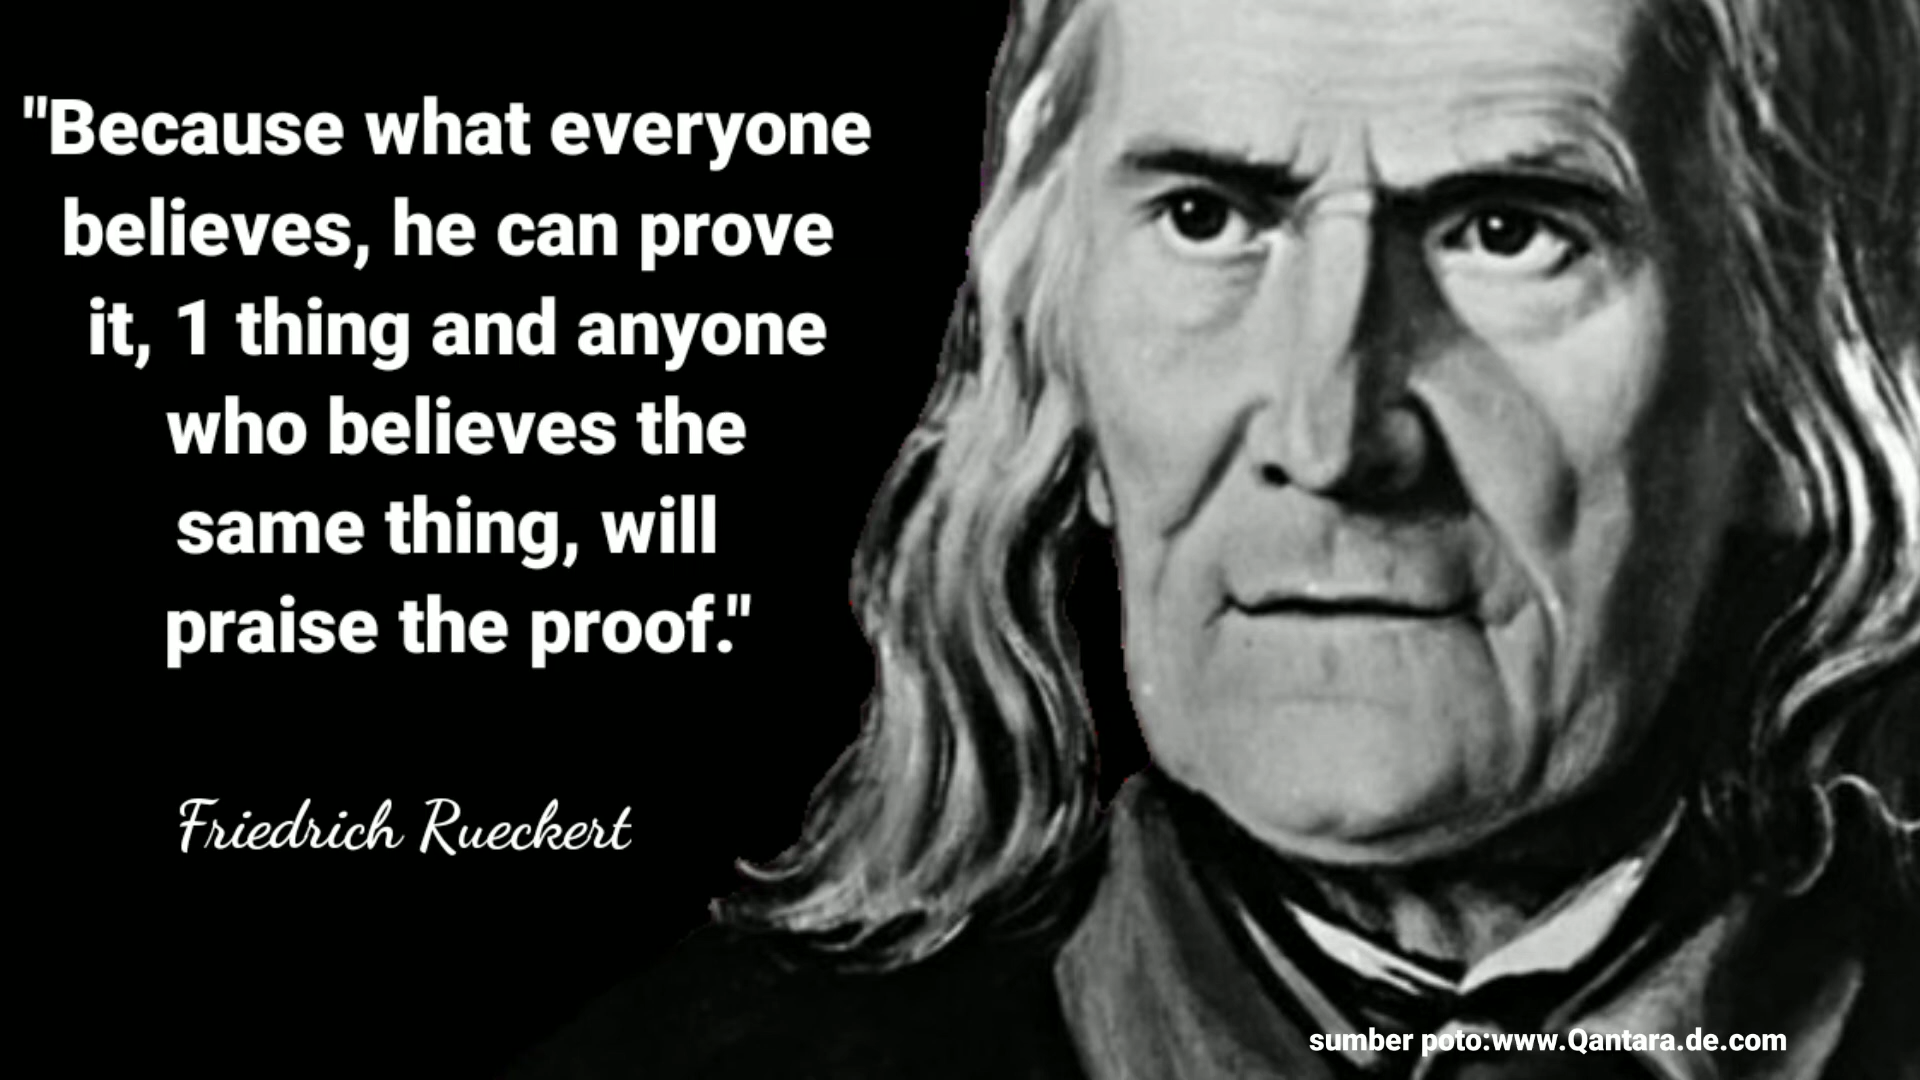 "Because what everyone
believes, he can prove
it, 1 thing and anyone
who believes the
same thing, will
praise the proof."
Friedrich Rueckert
sumber poto:www.Qantara.de.com